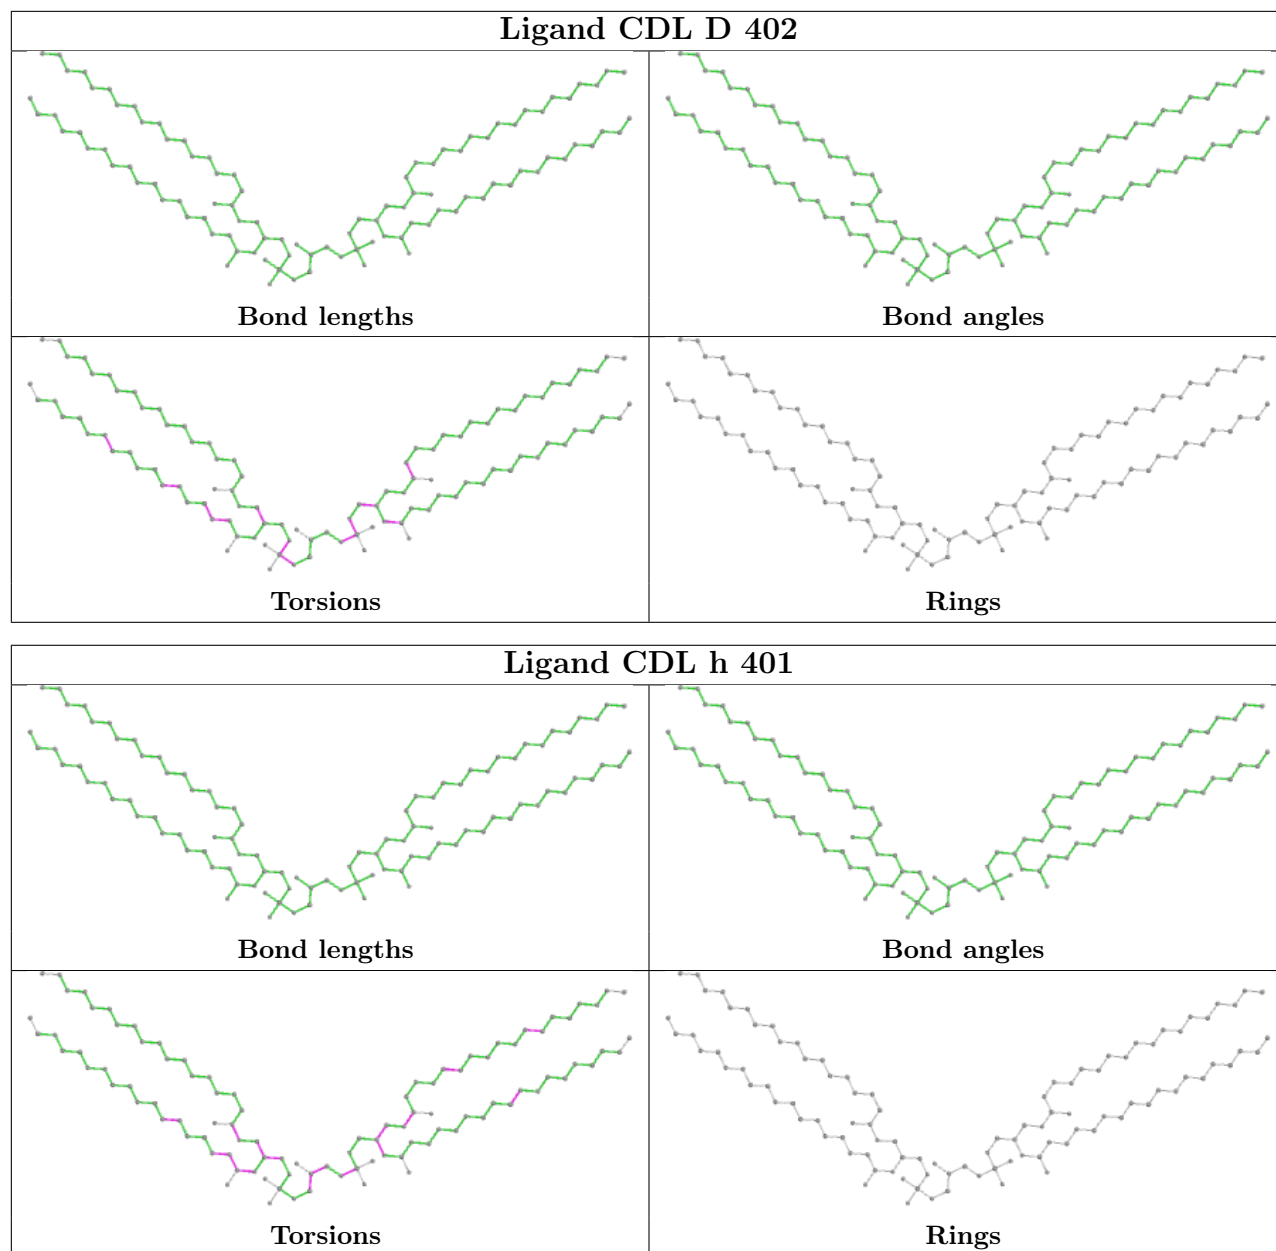 Ligand CDL D 402
Bond lengths
Bond angles
Torsions
Rings
Ligand CDL h 401
Bond lengths
Bond angles
Torsions
Rings